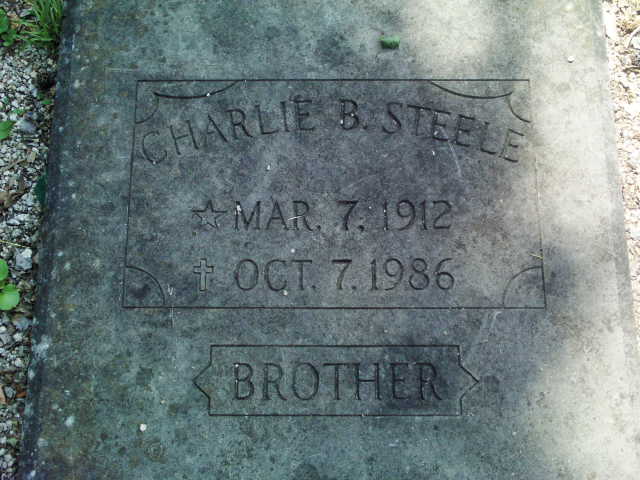 CHARLIE B. STEELE
☆ MAR. 7, 1912
✝ OCT. 7. 1986
BROTHER